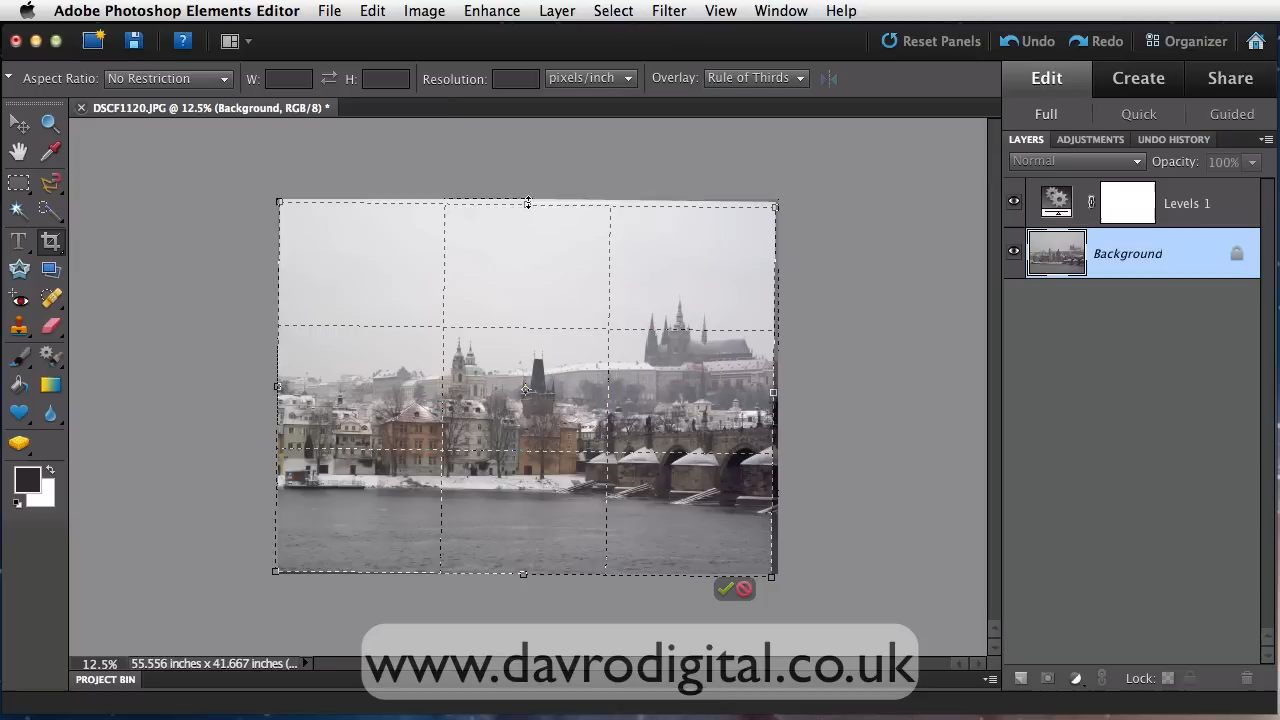 Adobe Photoshop Elements Editor File Edit Image Enhance Layer Select Filter View Window Help
Reset Panels Undo Redo Organizer
Aspect Ratio: No Restriction W: H: Resolution: pixels/inch Overlay: Rule of Thirds
Edit Create Share
DSCF1120.JPG @ 12.5% (Background, RGB/8) *
Full Quick Guided
LAYERS ADJUSTMENTS UNDO HISTORY
Normal Opacity: 100%
Levels 1
Background
T
www.davrodigital.co.uk
12.5% 55.556 inches x 41.667 inches (...
PROJECT BIN
Lock: